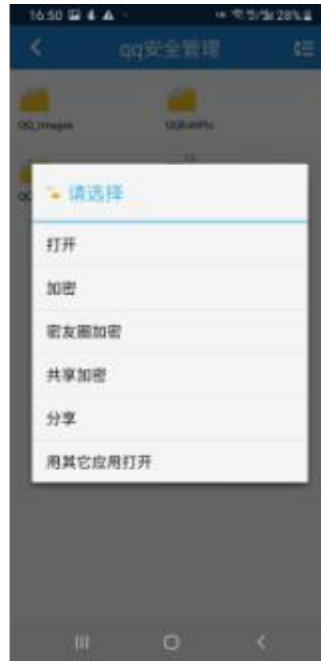 16:50
28%
qq安全管理
QQ_Images
请选择
打开
加密
密友圈加密
共享加密
分享
用其它应用打开